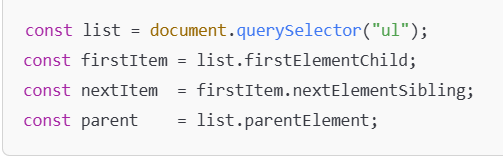 const list = document.querySelector("ul");
const firstItem = list.firstElementChild;
const nextItem  = firstItem.nextElementSibling;
const parent    = list.parentElement;